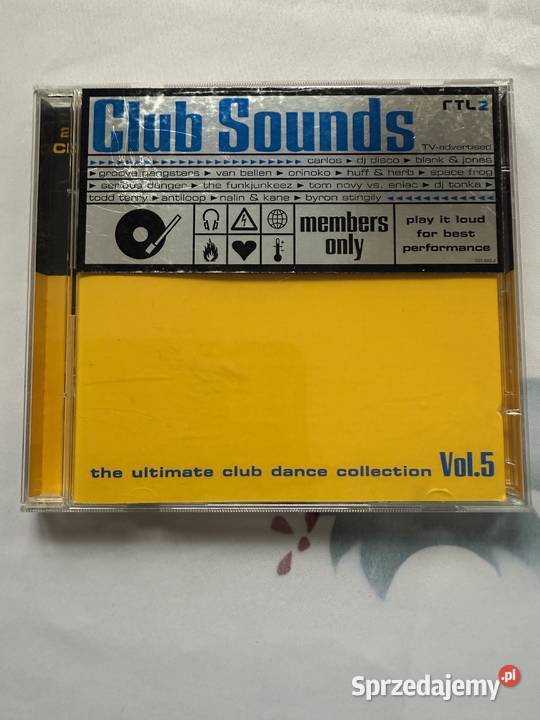 2
CD
Club Sounds
RTL2
TV-advertised
carlos ▸ dj disco ▸ blank & jones
▸ groove gangsters ▸ van bellen ▸ orinoko ▸ huff & herb ▸ space frog
▸ serious danger ▸ the funkjunkeez ▸ tom novy vs. eniac ▸ dj tonka ▸
todd terry ▸ antiloop ▸ nalin & kane ▸ byron stingily
members
only
play it loud
for best
performance
the ultimate club dance collection Vol.5
Sprzedajemy.pl